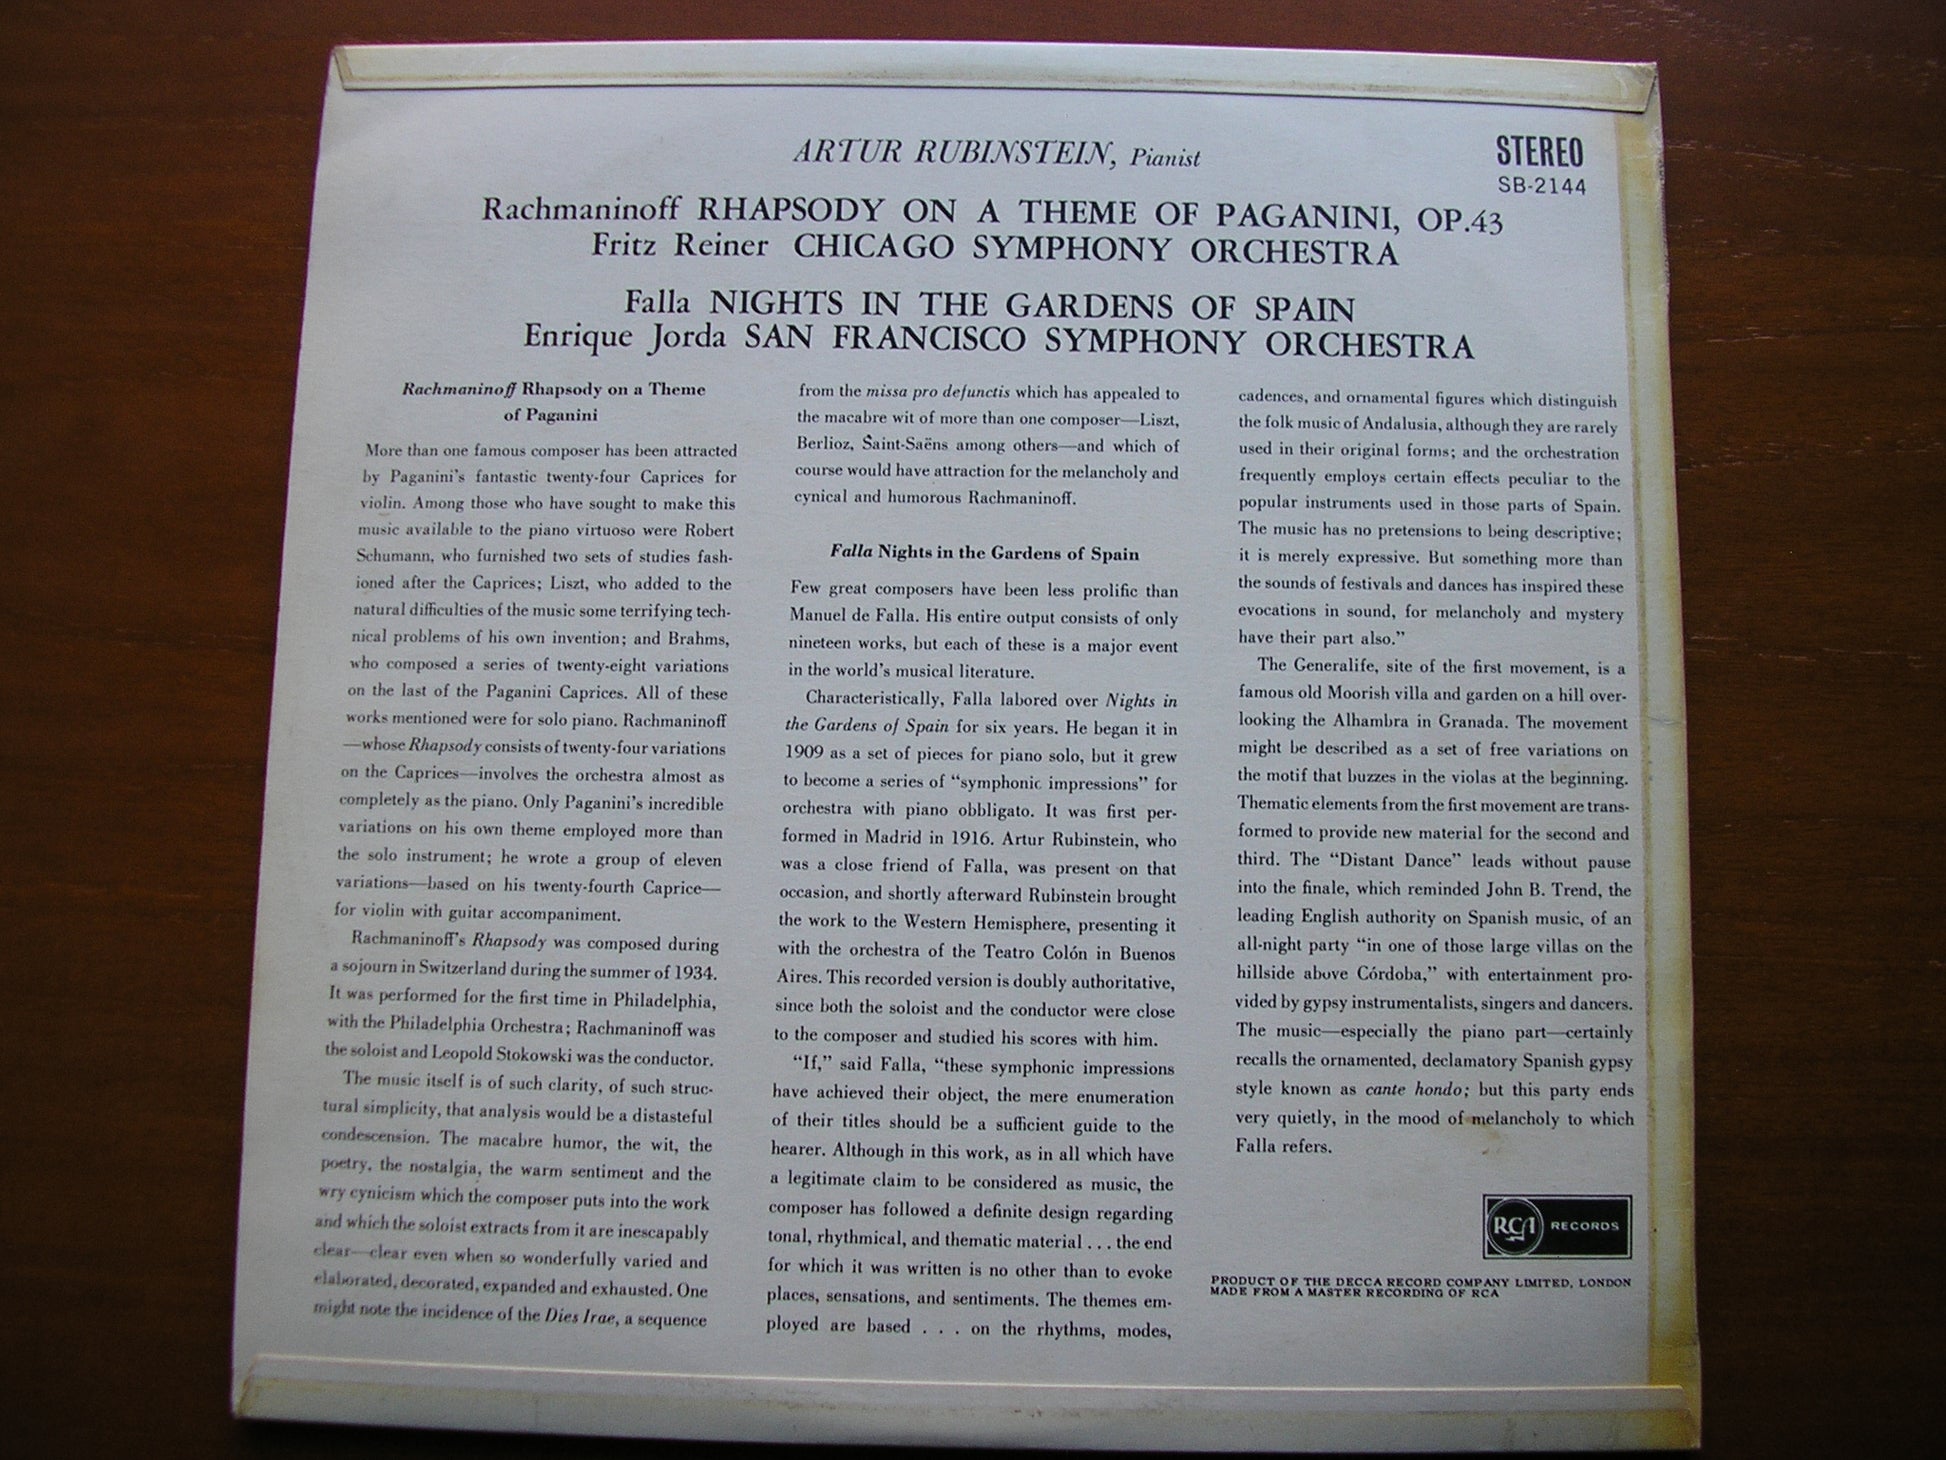 ARTUR RUBINSTEIN, Pianist
STEREO
SB-2144
Rachmaninoff RHAPSODY ON A THEME OF PAGANINI, OP.43
Fritz Reiner CHICAGO SYMPHONY ORCHESTRA
Falla NIGHTS IN THE GARDENS OF SPAIN
Enrique Jorda SAN FRANCISCO SYMPHONY ORCHESTRA
Rachmaninoff Rhapsody on a Theme
of Paganini
More than one famous composer has been attracted
by Paganini's fantastic twenty-four Caprices for
violin. Among those who have sought to make this
music available to the piano virtuoso were Robert
Schumann, who furnished two sets of studies fash-
ioned after the Caprices; Liszt, who added to the
natural difficulties of the music some terrifying tech-
nical problems of his own invention; and Brahms,
who composed a series of twenty-eight variations
on the last of the Paganini Caprices. All of these
works mentioned were for solo piano. Rachmaninoff
—whose Rhapsody consists of twenty-four variations
on the Caprices—involves the orchestra almost as
completely as the piano. Only Paganini's incredible
variations on his own theme employed more than
the solo instrument; he wrote a group of eleven
variations—based on his twenty-fourth Caprice—
for violin with guitar accompaniment.
Rachmaninoff's Rhapsody was composed during
a sojourn in Switzerland during the summer of 1934.
It was performed for the first time in Philadelphia,
with the Philadelphia Orchestra; Rachmaninoff was
the soloist and Leopold Stokowski was the conductor.
The music itself is of such clarity, of such struc-
tural simplicity, that analysis would be a distasteful
condescension. The macabre humor, the wit, the
poetry, the nostalgia, the warm sentiment and the
wry cynicism which the composer puts into the work
and which the soloist extracts from it are inescapably
clear—clear even when so wonderfully varied and
elaborated, decorated, expanded and exhausted. One
might note the incidence of the Dies Irae, a sequence
from the missa pro defunctis which has appealed to
the macabre wit of more than one composer—Liszt,
Berlioz, Saint-Saëns among others—and which of
course would have attraction for the melancholy and
cynical and humorous Rachmaninoff.
Falla Nights in the Gardens of Spain
Few great composers have been less prolific than
Manuel de Falla. His entire output consists of only
nineteen works, but each of these is a major event
in the world's musical literature.
Characteristically, Falla labored over Nights in
the Gardens of Spain for six years. He began it in
1909 as a set of pieces for piano solo, but it grew
to become a series of "symphonic impressions" for
orchestra with piano obbligato. It was first per-
formed in Madrid in 1916. Artur Rubinstein, who
was a close friend of Falla, was present on that
occasion, and shortly afterward Rubinstein brought
the work to the Western Hemisphere, presenting it
with the orchestra of the Teatro Colón in Buenos
Aires. This recorded version is doubly authoritative,
since both the soloist and the conductor were close
to the composer and studied his scores with him.
"If," said Falla, "these symphonic impressions
have achieved their object, the mere enumeration
of their titles should be a sufficient guide to the
hearer. Although in this work, as in all which have
a legitimate claim to be considered as music, the
composer has followed a definite design regarding
tonal, rhythmical, and thematic material . . . the end
for which it was written is no other than to evoke
places, sensations, and sentiments. The themes em-
ployed are based . . . on the rhythms, modes,
cadences, and ornamental figures which distinguish
the folk music of Andalusia, although they are rarely
used in their original forms; and the orchestration
frequently employs certain effects peculiar to the
popular instruments used in those parts of Spain.
The music has no pretensions to being descriptive;
it is merely expressive. But something more than
the sounds of festivals and dances has inspired these
evocations in sound, for melancholy and mystery
have their part also."
The Generalife, site of the first movement, is a
famous old Moorish villa and garden on a hill over-
looking the Alhambra in Granada. The movement
might be described as a set of free variations on
the motif that buzzes in the violas at the beginning.
Thematic elements from the first movement are trans-
formed to provide new material for the second and
third. The "Distant Dance" leads without pause
into the finale, which reminded John B. Trend, the
leading English authority on Spanish music, of an
all-night party "in one of those large villas on the
hillside above Córdoba," with entertainment pro-
vided by gypsy instrumentalists, singers and dancers.
The music—especially the piano part—certainly
recalls the ornamented, declamatory Spanish gypsy
style known as cante hondo; but this party ends
very quietly, in the mood of melancholy to which
Falla refers.
RCA RECORDS
PRODUCT OF THE DECCA RECORD COMPANY LIMITED, LONDON
MADE FROM A MASTER RECORDING OF RCA